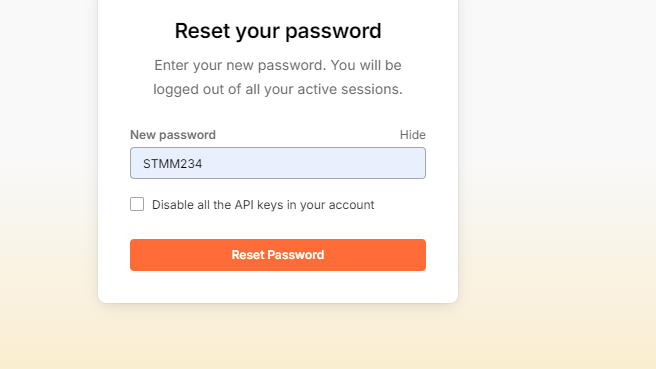 Reset your password
Enter your new password. You will be
logged out of all your active sessions.
New password Hide
STMM234
Disable all the API keys in your account
Reset Password